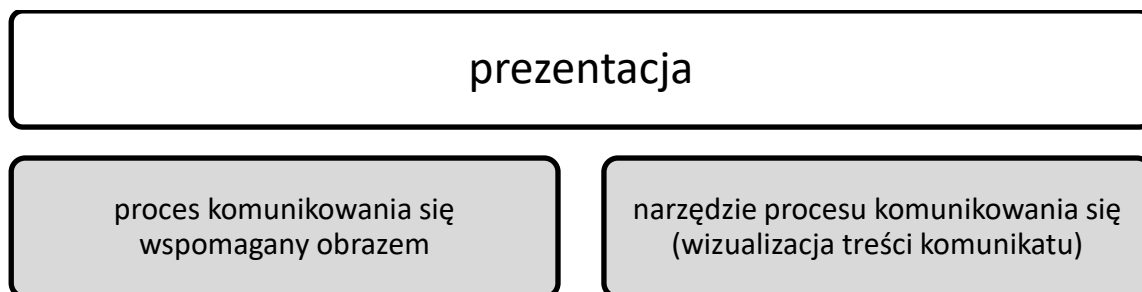 prezentacja
proces komunikowania się
wspomagany obrazem
narzędzie procesu komunikowania się
(wizualizacja treści komunikatu)